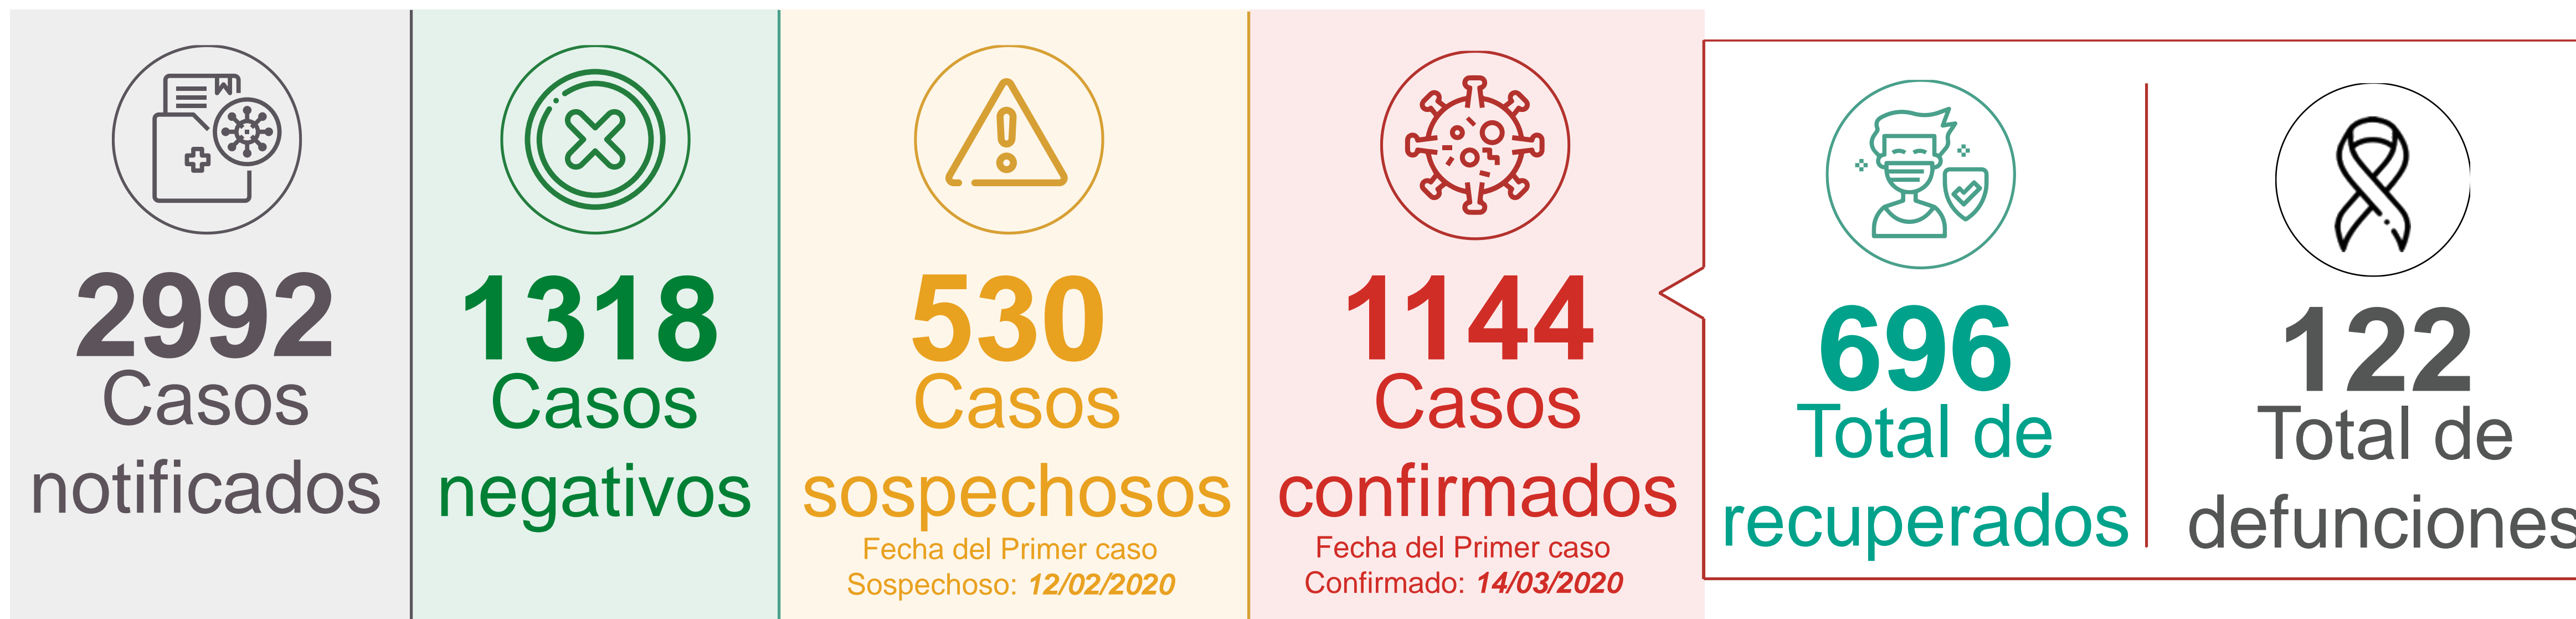 2992
Casos
notificados
1318
Casos
negativos
530
Casos
sospechosos
Fecha del Primer caso
Sospechoso: 12/02/2020
1144
Casos
confirmados
Fecha del Primer caso
Confirmado: 14/03/2020
696
Total de
recuperados
122
Total de
defunciones